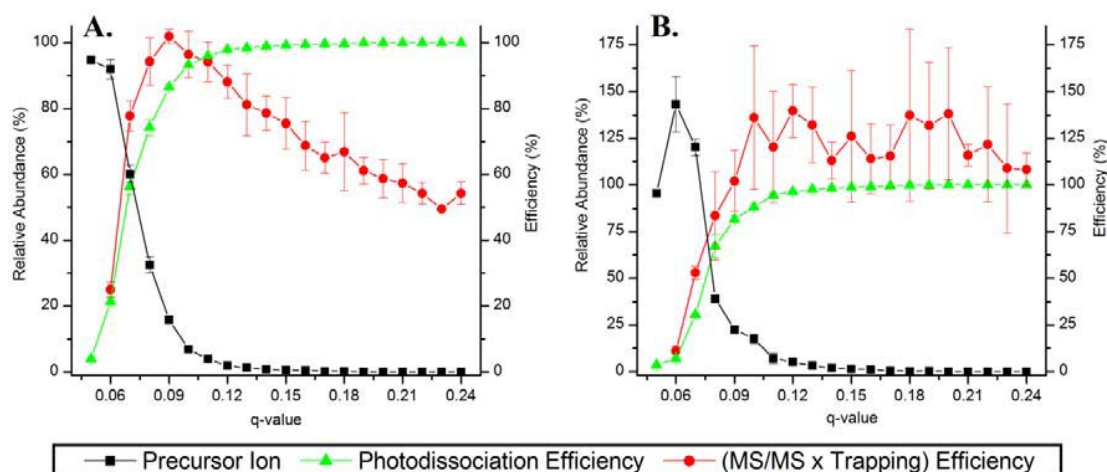 A.
B.
100
80
60
40
20
0
Relative Abundance (%)
100
80
60
40
20
0
Efficiency (%)
0.06 0.09 0.12 0.15 0.18 0.21 0.24
q-value
175
150
125
100
75
50
25
0
Relative Abundance (%)
175
150
125
100
75
50
25
0
Efficiency (%)
0.06 0.09 0.12 0.15 0.18 0.21 0.24
q-value
Precursor Ion Photodissociation Efficiency (MS/MS x Trapping) Efficiency